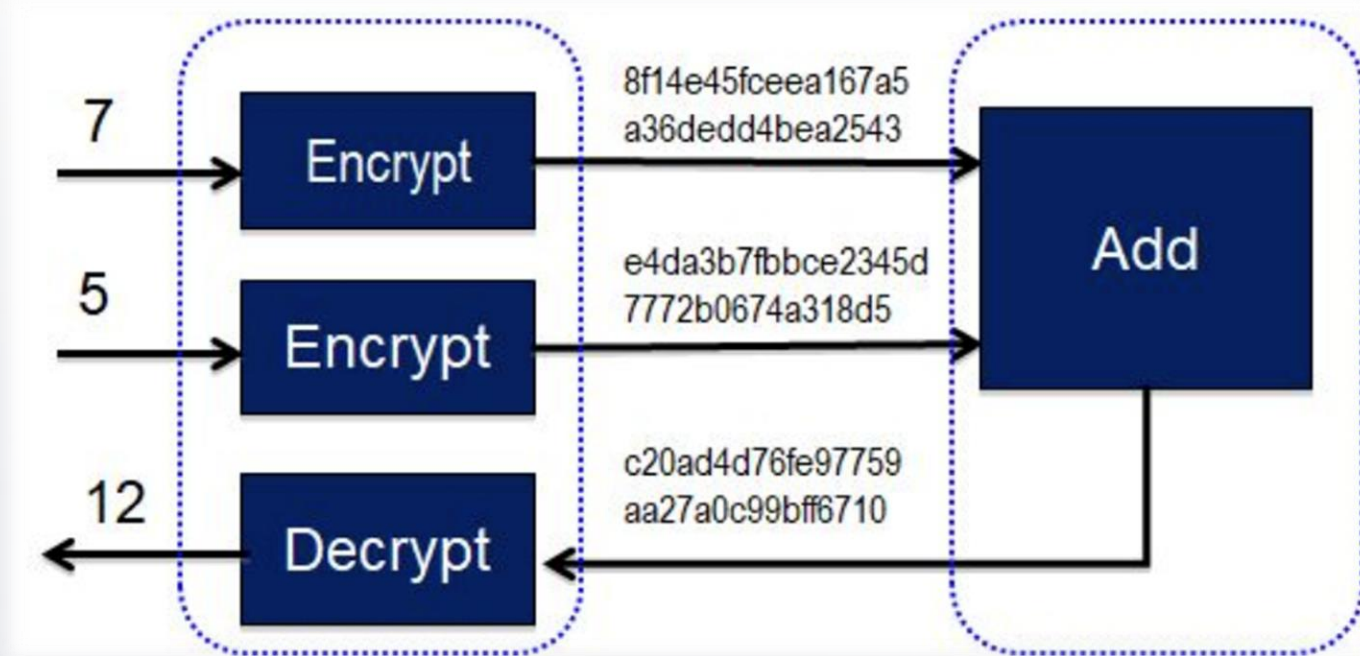 7
Encrypt
8f14e45fceea167a5
a36dedd4bea2543
Add
5
Encrypt
e4da3b7fbbce2345d
7772b0674a318d5
12
Decrypt
c20ad4d76fe97759
aa27a0c99bff6710